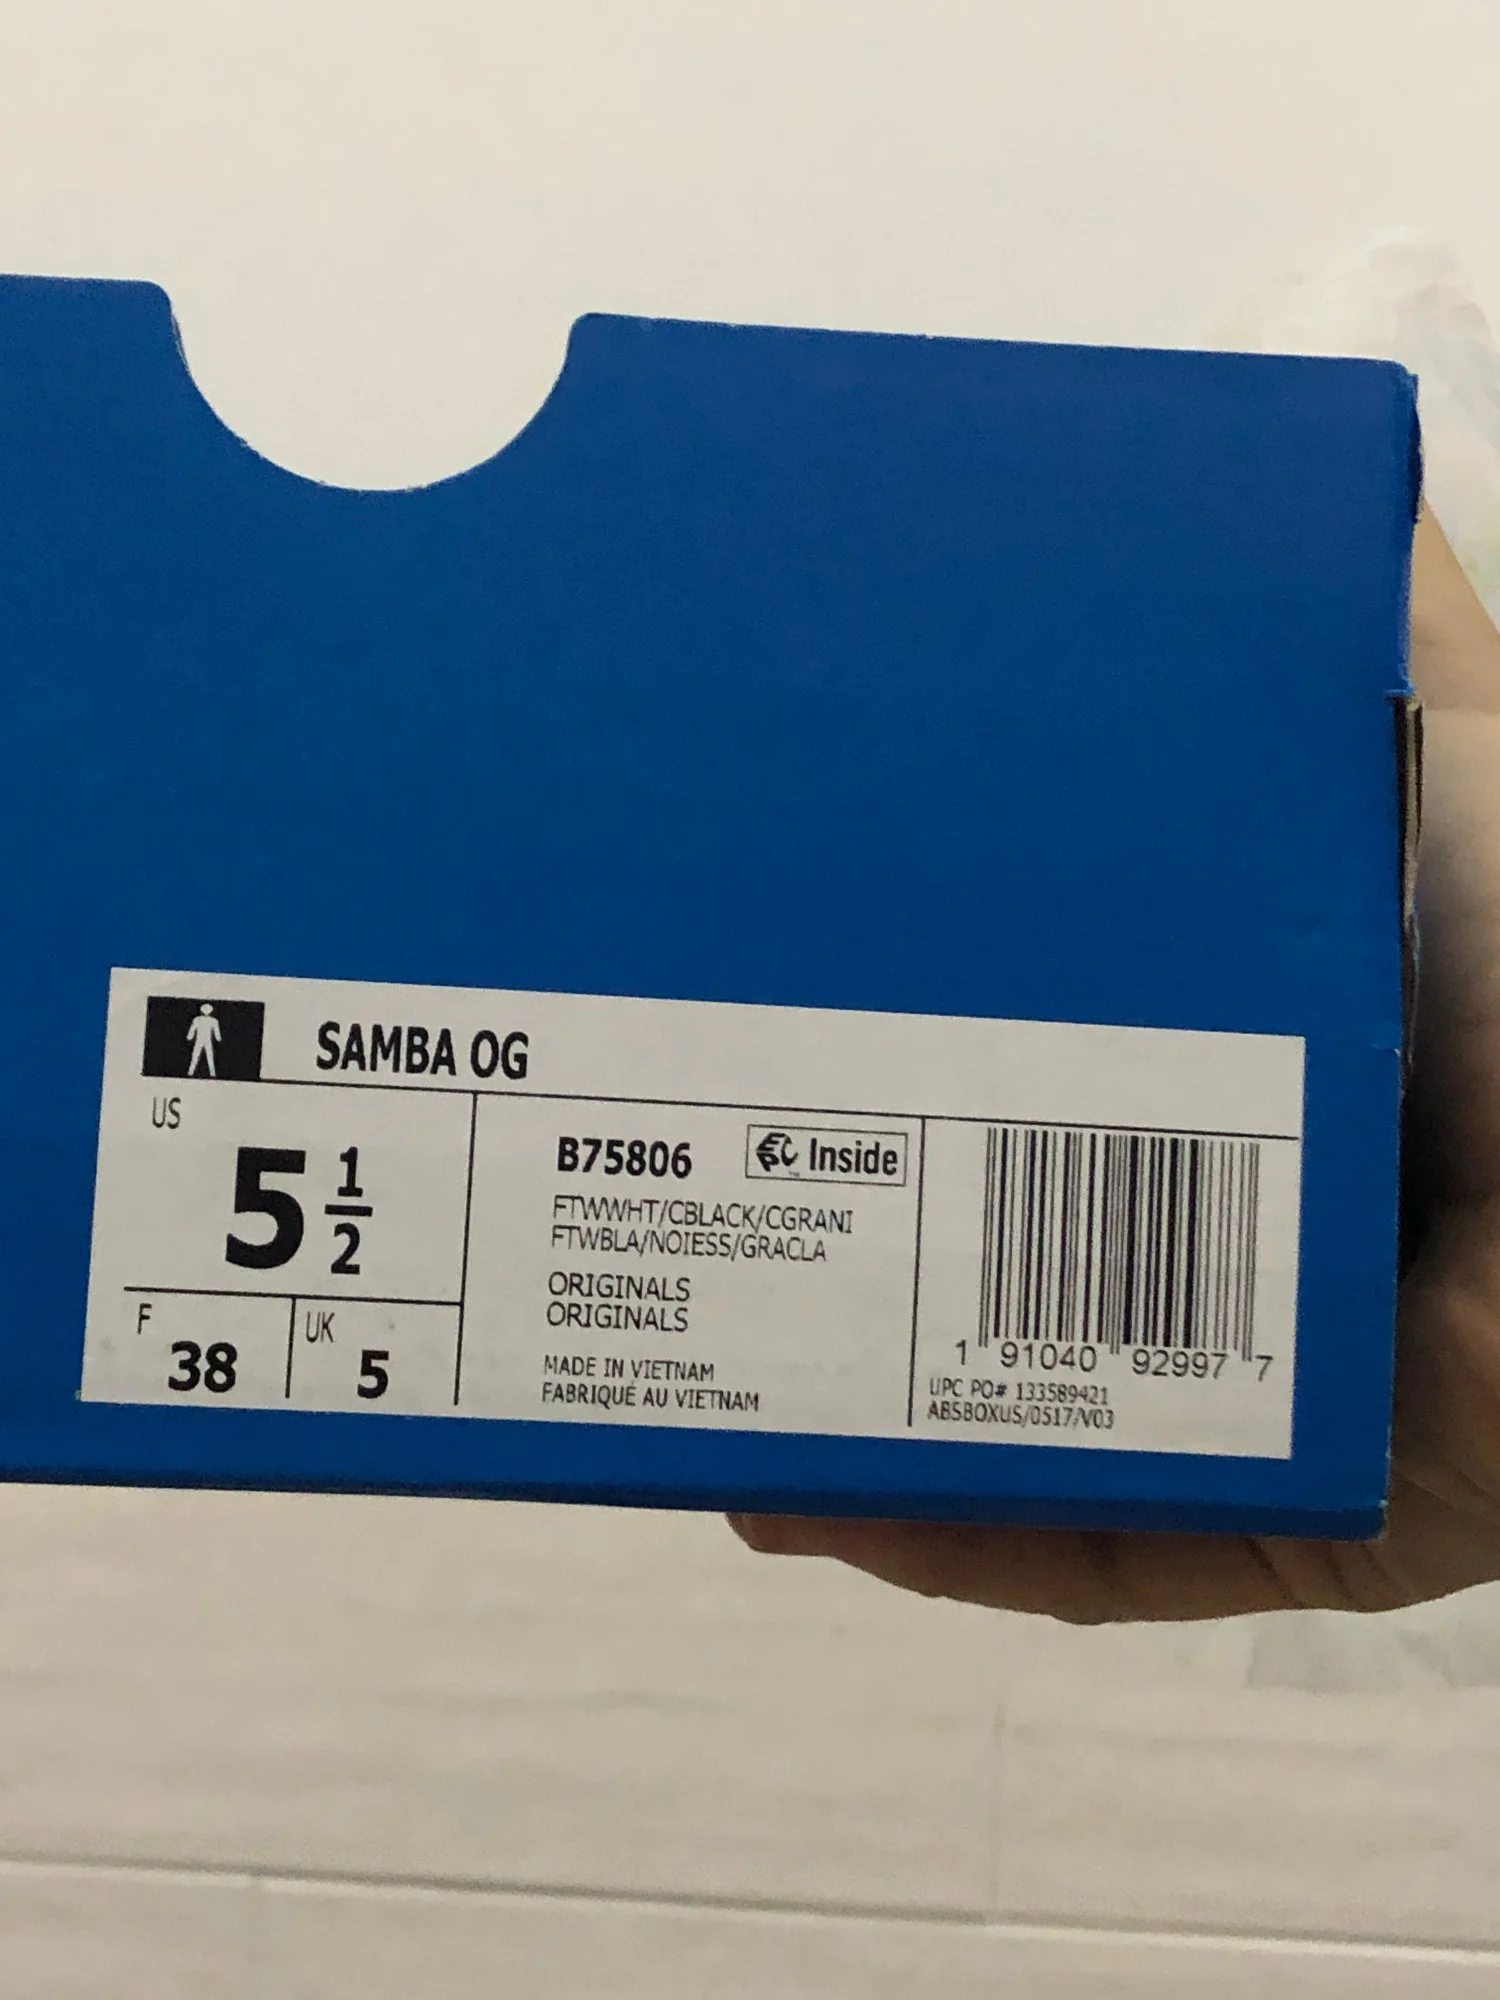 SAMBA OG
US
5 1/2
F
38
UK
5
B75806
EPC Inside
FTWWHT/CBLACK/CGRANI
FTWBLA/NOIESS/GRACLA
ORIGINALS
ORIGINALS
MADE IN VIETNAM
FABRIQUÉ AU VIETNAM
1 91040 92997 7
UPC PO# 133589421
ABSBOXUS/0517/V03